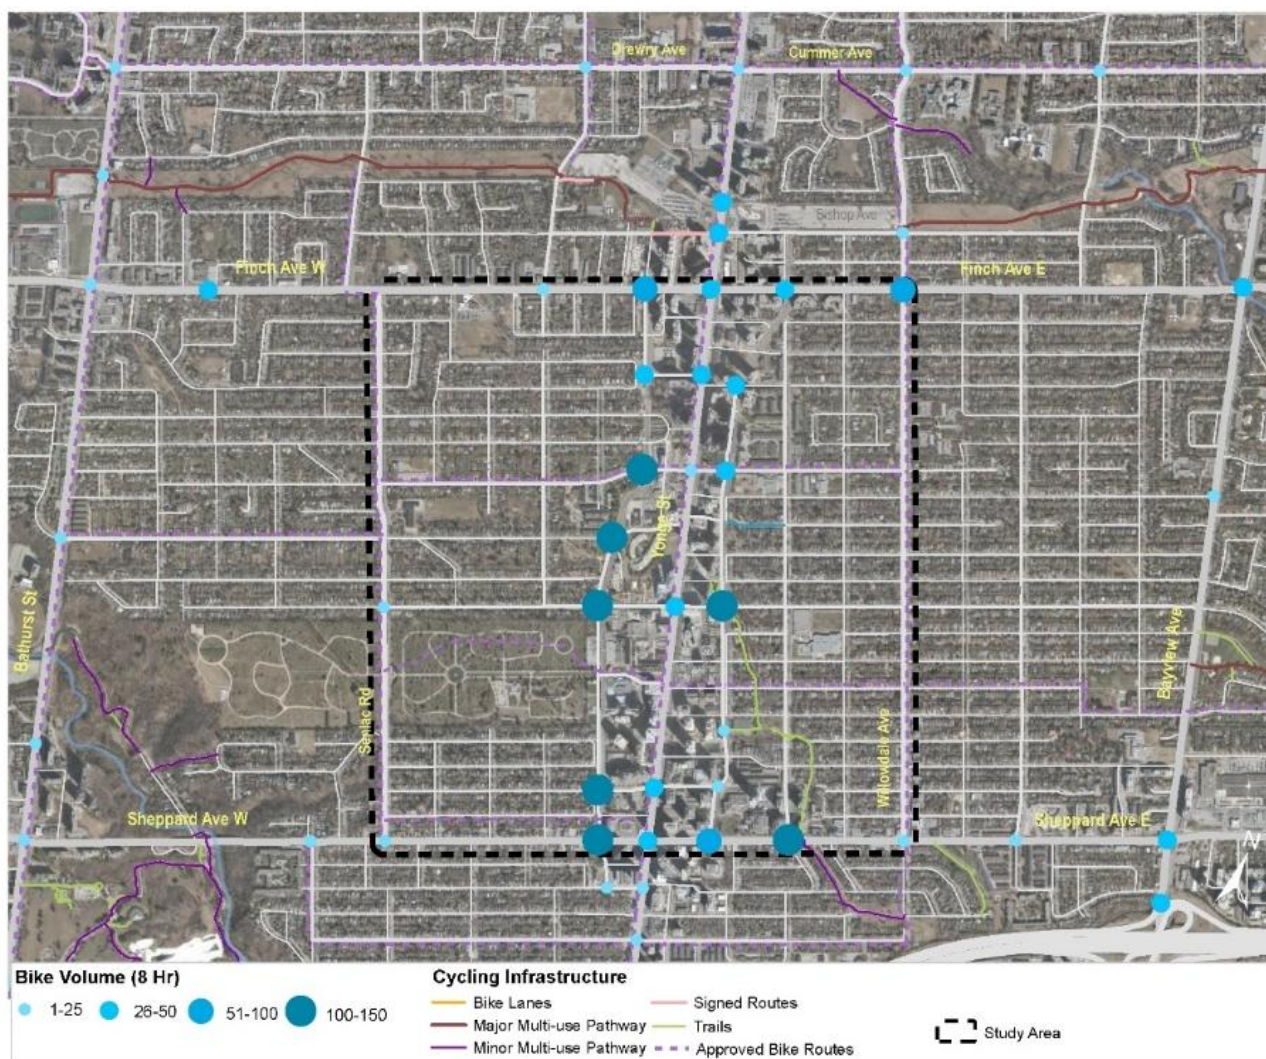 Drewry Ave
Cummer Ave
Bishop Ave
Finch Ave W
Finch Ave E
Yonge St
Bathurst St
Senlac Rd
Willowdale Ave
Bayview Ave
Sheppard Ave W
Sheppard Ave E
N
Bike Volume (8 Hr)
1-25
26-50
51-100
100-150
Cycling Infrastructure
Bike Lanes
Signed Routes
Major Multi-use Pathway
Trails
Minor Multi-use Pathway
Approved Bike Routes
Study Area